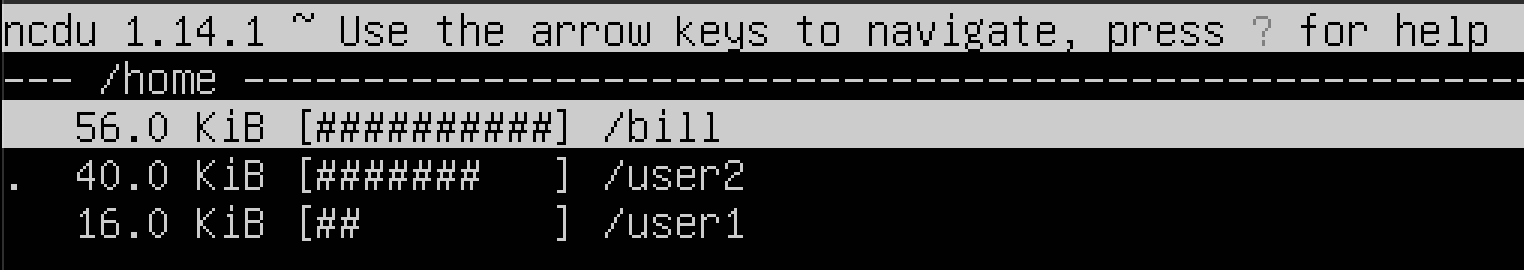 ncdu 1.14.1 ~ Use the arrow keys to navigate, press ? for help
--- /home ------------------------------------------------------
   56.0 KiB [##########] /bill
.  40.0 KiB [#######   ] /user2
   16.0 KiB [##        ] /user1